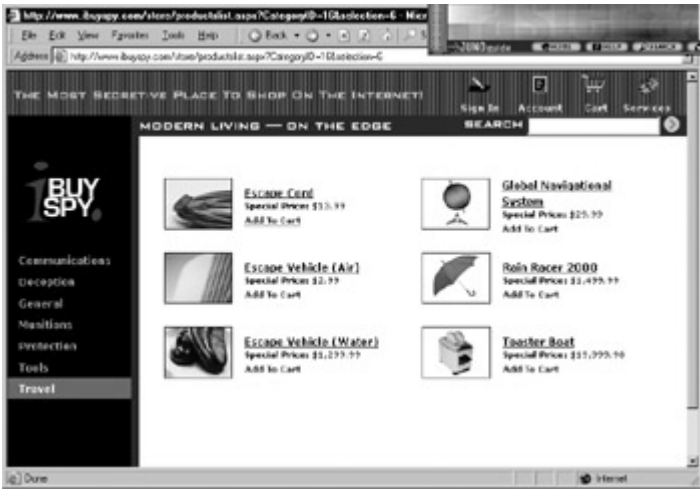 http://www.ibuyspy.com/store/productslist.aspx?CategoryID=16&selection=6 - Micr
File Edit View Favorites Tools Help Back
Address http://www.ibuyspy.com/store/productslist.aspx?CategoryID=16&selection=6
THE MOST SECRETIVE PLACE TO SHOP ON THE INTERNET!
Sign In Account Cart Services
MODERN LIVING — ON THE EDGE SEARCH
iBUY
SPY
Communications
Deception
General
Munitions
Protection
Tools
Travel
Escape Cord
Special Price: $13.99
Add To Cart
Global Navigational
System
Special Price: $29.99
Add To Cart
Escape Vehicle (Air)
Special Price: $2.99
Add To Cart
Rain Racer 2000
Special Price: $1,499.99
Add To Cart
Escape Vehicle (Water)
Special Price: $1,299.99
Add To Cart
Toaster Boat
Special Price: $19,999.98
Add To Cart
Done Internet